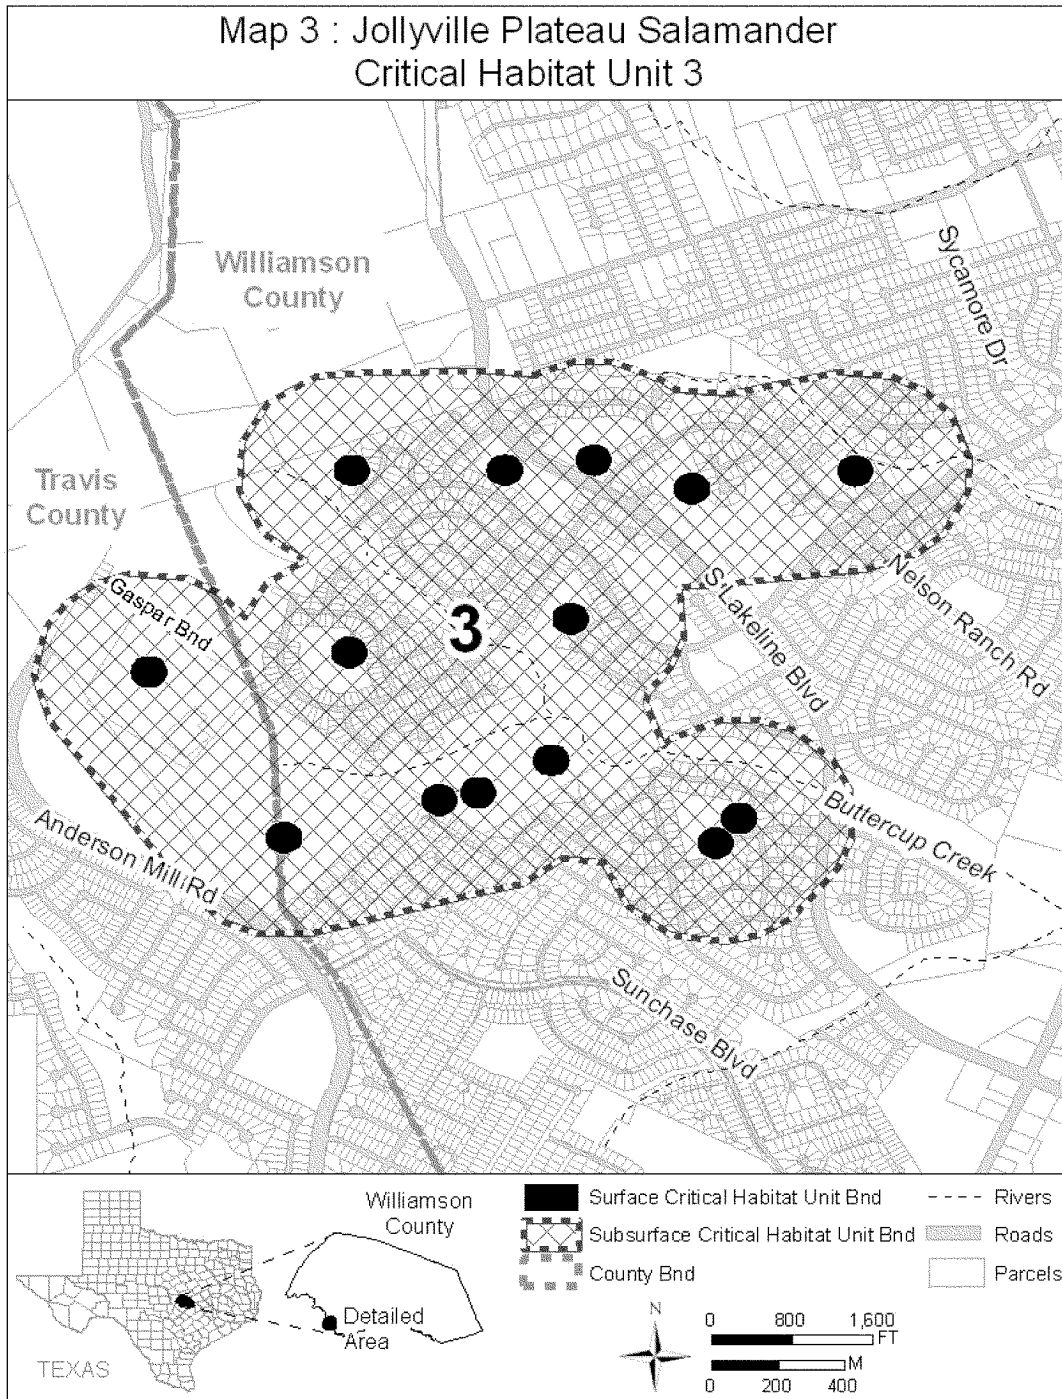 Map 3 : Jollyville Plateau Salamander
Critical Habitat Unit 3
Williamson
County
Sycamore Dr
Travis
County
Gaspar Bnd
3
S Lakeline Blvd
Nelson Ranch Rd
Anderson Mill Rd
Buttercup Creek
Sunchase Blvd
Williamson
County
Detailed
Area
TEXAS
Surface Critical Habitat Unit Bnd
Subsurface Critical Habitat Unit Bnd
County Bnd
Rivers
Roads
Parcels
N
0 800 1,600
FT
M
0 200 400